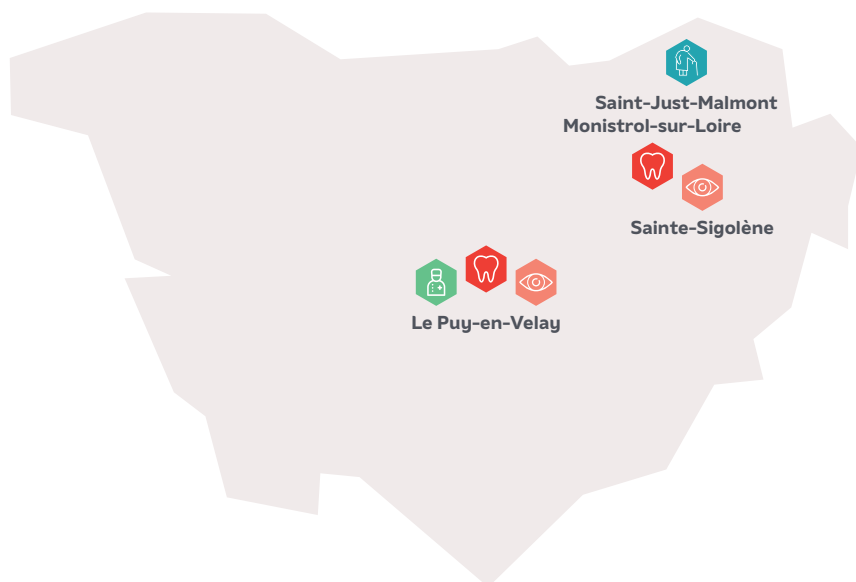 Saint-Just-Malmont
Monistrol-sur-Loire
Sainte-Sigolène
Le Puy-en-Velay